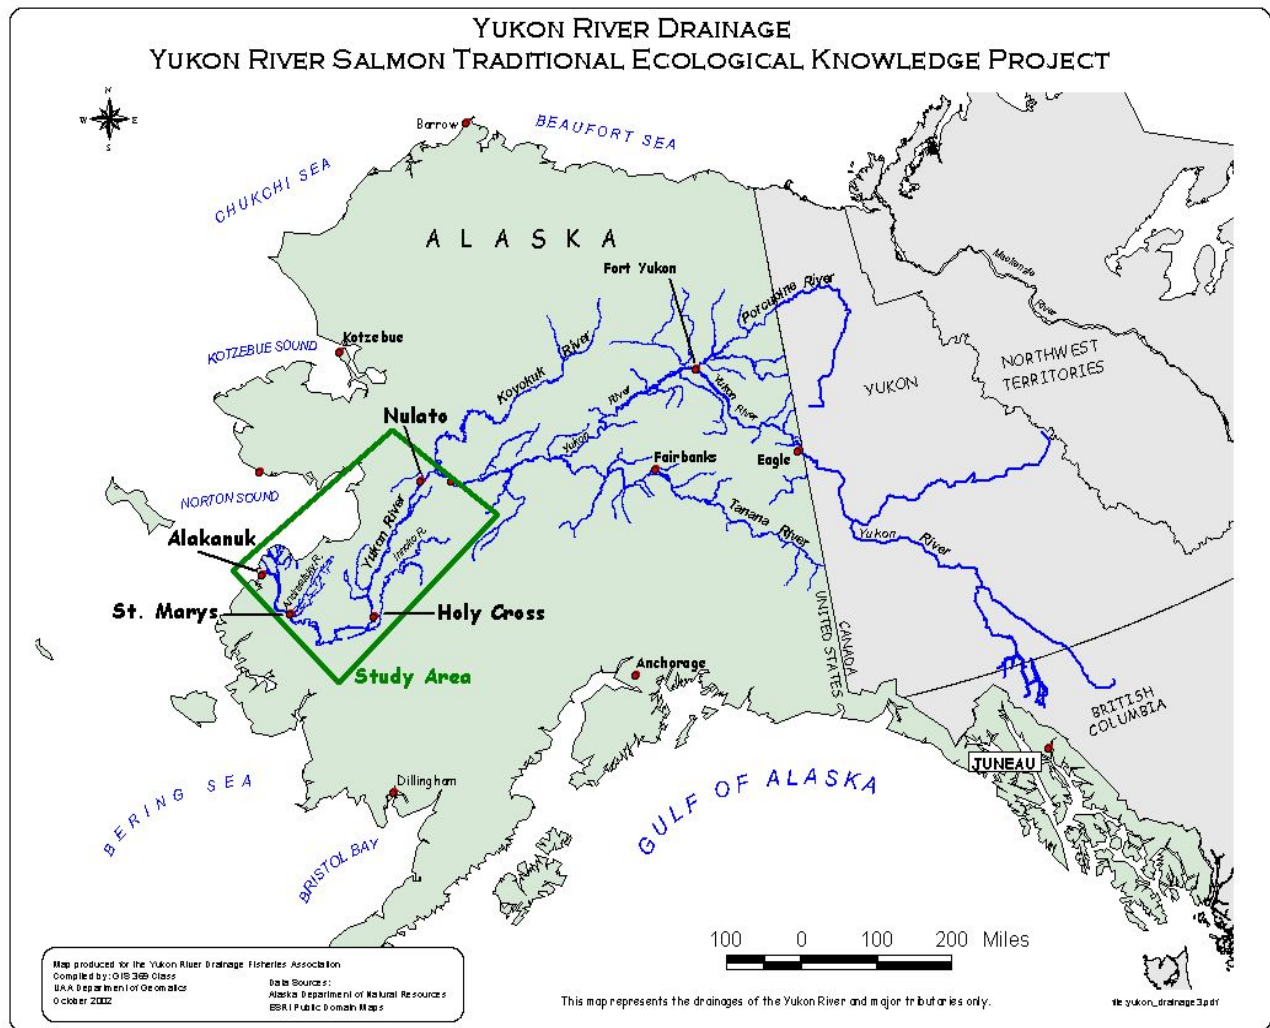 YUKON RIVER DRAINAGE
YUKON RIVER SALMON TRADITIONAL ECOLOGICAL KNOWLEDGE PROJECT
N
W E
S
Barrow
BEAUFORT SEA
CHUKCHI SEA
ALASKA
Fort Yukon
Porcupine River
Mackenzie
River
KOTZEBUE SOUND
Kotzebue
Koyokuk River
NORTHWEST
TERRITORIES
YUKON
Yukon River
Yukon River
Nulato
Eagle
Fairbanks
NORTON SOUND
Tanana River
Yukon River
Yukon River
Innoko R.
Alakanuk
Andreafsky R.
St. Marys
Holy Cross
UNITED STATES
CANADA
Study Area
Anchorage
BRITISH
COLUMBIA
JUNEAU
Dillingham
BERING SEA
GULF OF ALASKA
BRISTOL BAY
100 0 100 200 Miles
Map produced for the Yukon River Drainage Fisheries Association
Compiled by: GIS 369 Class
UAA Department of Geomatics
October 2002
Data Sources:
Alaska Department of Natural Resources
ESRI Public Domain Maps
This map represents the drainages of the Yukon River and major tributaries only.
file:yukon_drainage3.pdf